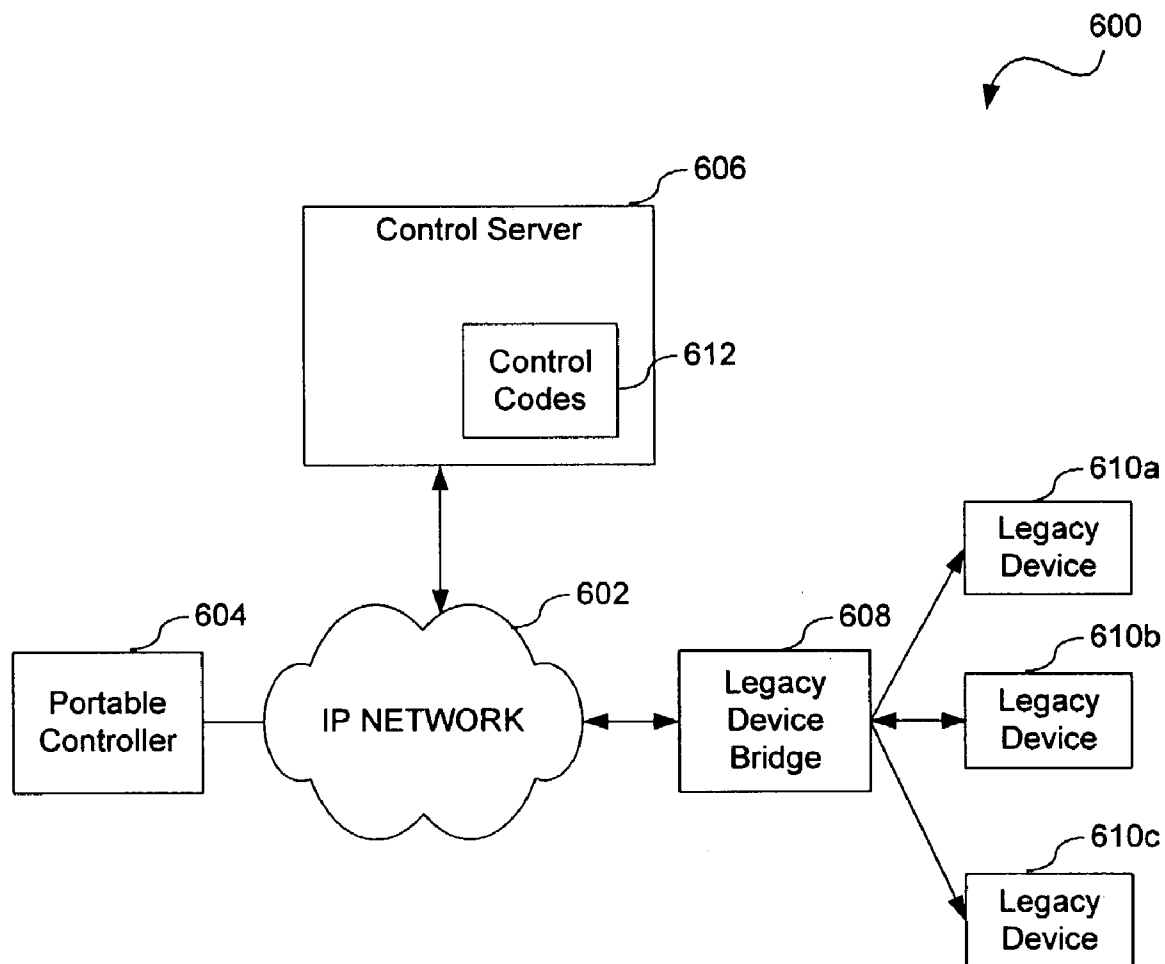 600
606
Control Server
Control
Codes
612
610a
Legacy
Device
602
604
608
610b
Portable
Controller
IP NETWORK
Legacy
Device
Bridge
Legacy
Device
610c
Legacy
Device